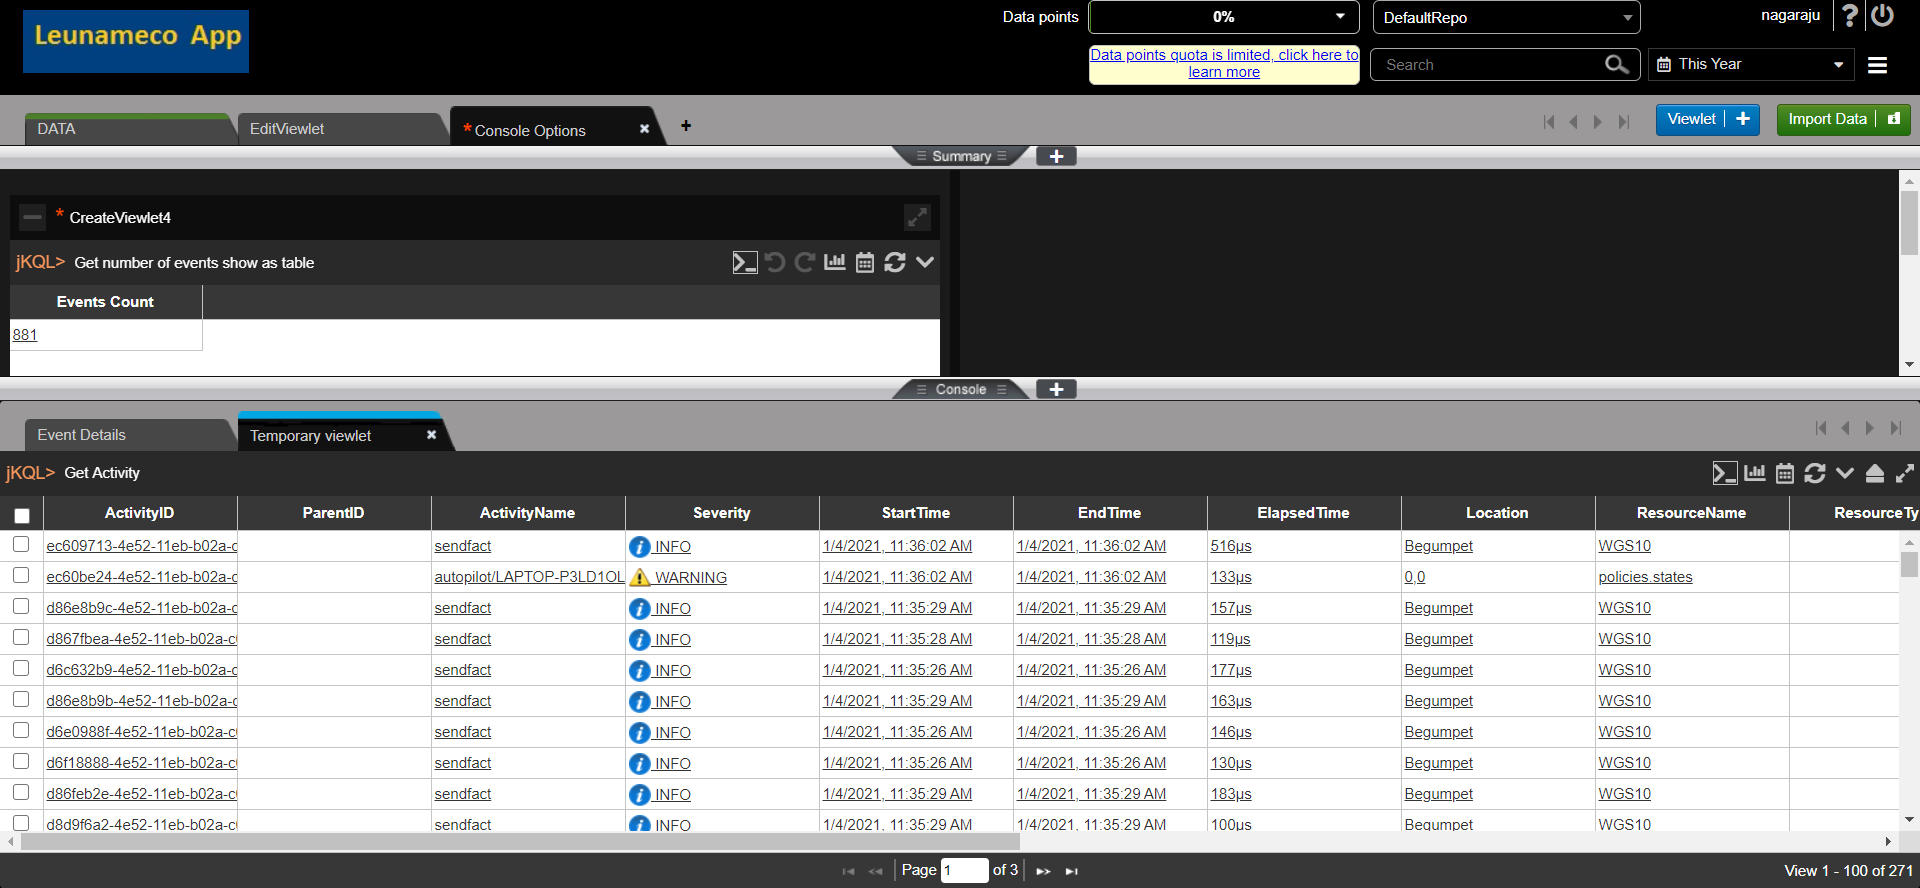 Leunameco App
Data points
0%
DefaultRepo
nagaraju
?
Data points quota is limited, click here to
learn more
Search
This Year
DATA
EditViewlet
* Console Options
+
Viewlet +
Import Data
Summary
* CreateViewlet4
jKQL> Get number of events show as table
Events Count
881
Console
Event Details
Temporary viewlet
jKQL> Get Activity
ActivityID ParentID ActivityName Severity StartTime EndTime ElapsedTime Location ResourceName ResourceTy
ec609713-4e52-11eb-b02a-c sendfact INFO 1/4/2021, 11:36:02 AM 1/4/2021, 11:36:02 AM 516µs Begumpet WGS10
ec60be24-4e52-11eb-b02a-c autopilot/LAPTOP-P3LD1OL WARNING 1/4/2021, 11:36:02 AM 1/4/2021, 11:36:02 AM 133µs 0,0 policies.states
d86e8b9c-4e52-11eb-b02a-c sendfact INFO 1/4/2021, 11:35:29 AM 1/4/2021, 11:35:29 AM 157µs Begumpet WGS10
d867fbea-4e52-11eb-b02a-c sendfact INFO 1/4/2021, 11:35:28 AM 1/4/2021, 11:35:28 AM 119µs Begumpet WGS10
d6c632b9-4e52-11eb-b02a-c sendfact INFO 1/4/2021, 11:35:26 AM 1/4/2021, 11:35:26 AM 177µs Begumpet WGS10
d86e8b9b-4e52-11eb-b02a-c sendfact INFO 1/4/2021, 11:35:29 AM 1/4/2021, 11:35:29 AM 163µs Begumpet WGS10
d6e0988f-4e52-11eb-b02a-c sendfact INFO 1/4/2021, 11:35:26 AM 1/4/2021, 11:35:26 AM 146µs Begumpet WGS10
d6f18888-4e52-11eb-b02a-c sendfact INFO 1/4/2021, 11:35:26 AM 1/4/2021, 11:35:26 AM 130µs Begumpet WGS10
d86feb2e-4e52-11eb-b02a-c sendfact INFO 1/4/2021, 11:35:29 AM 1/4/2021, 11:35:29 AM 183µs Begumpet WGS10
d8d9f6a2-4e52-11eb-b02a-c sendfact INFO 1/4/2021, 11:35:29 AM 1/4/2021, 11:35:29 AM 100µs Begumpet WGS10
Page 1 of 3
View 1 - 100 of 271